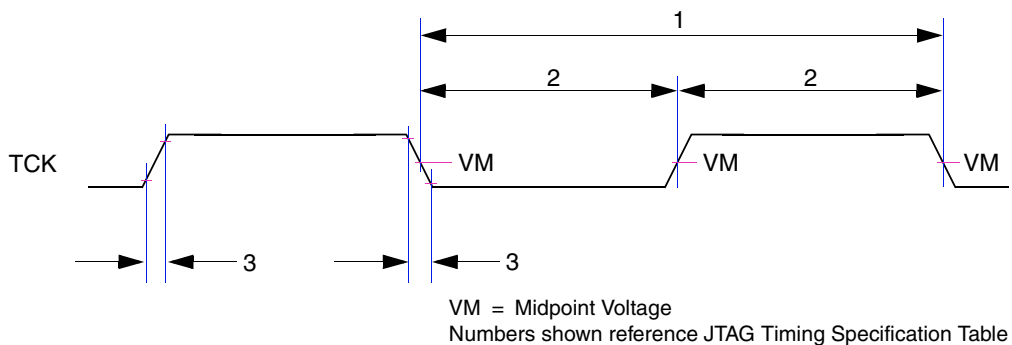 1
2 2
TCK VM VM VM
3 3
VM = Midpoint Voltage
Numbers shown reference JTAG Timing Specification Table